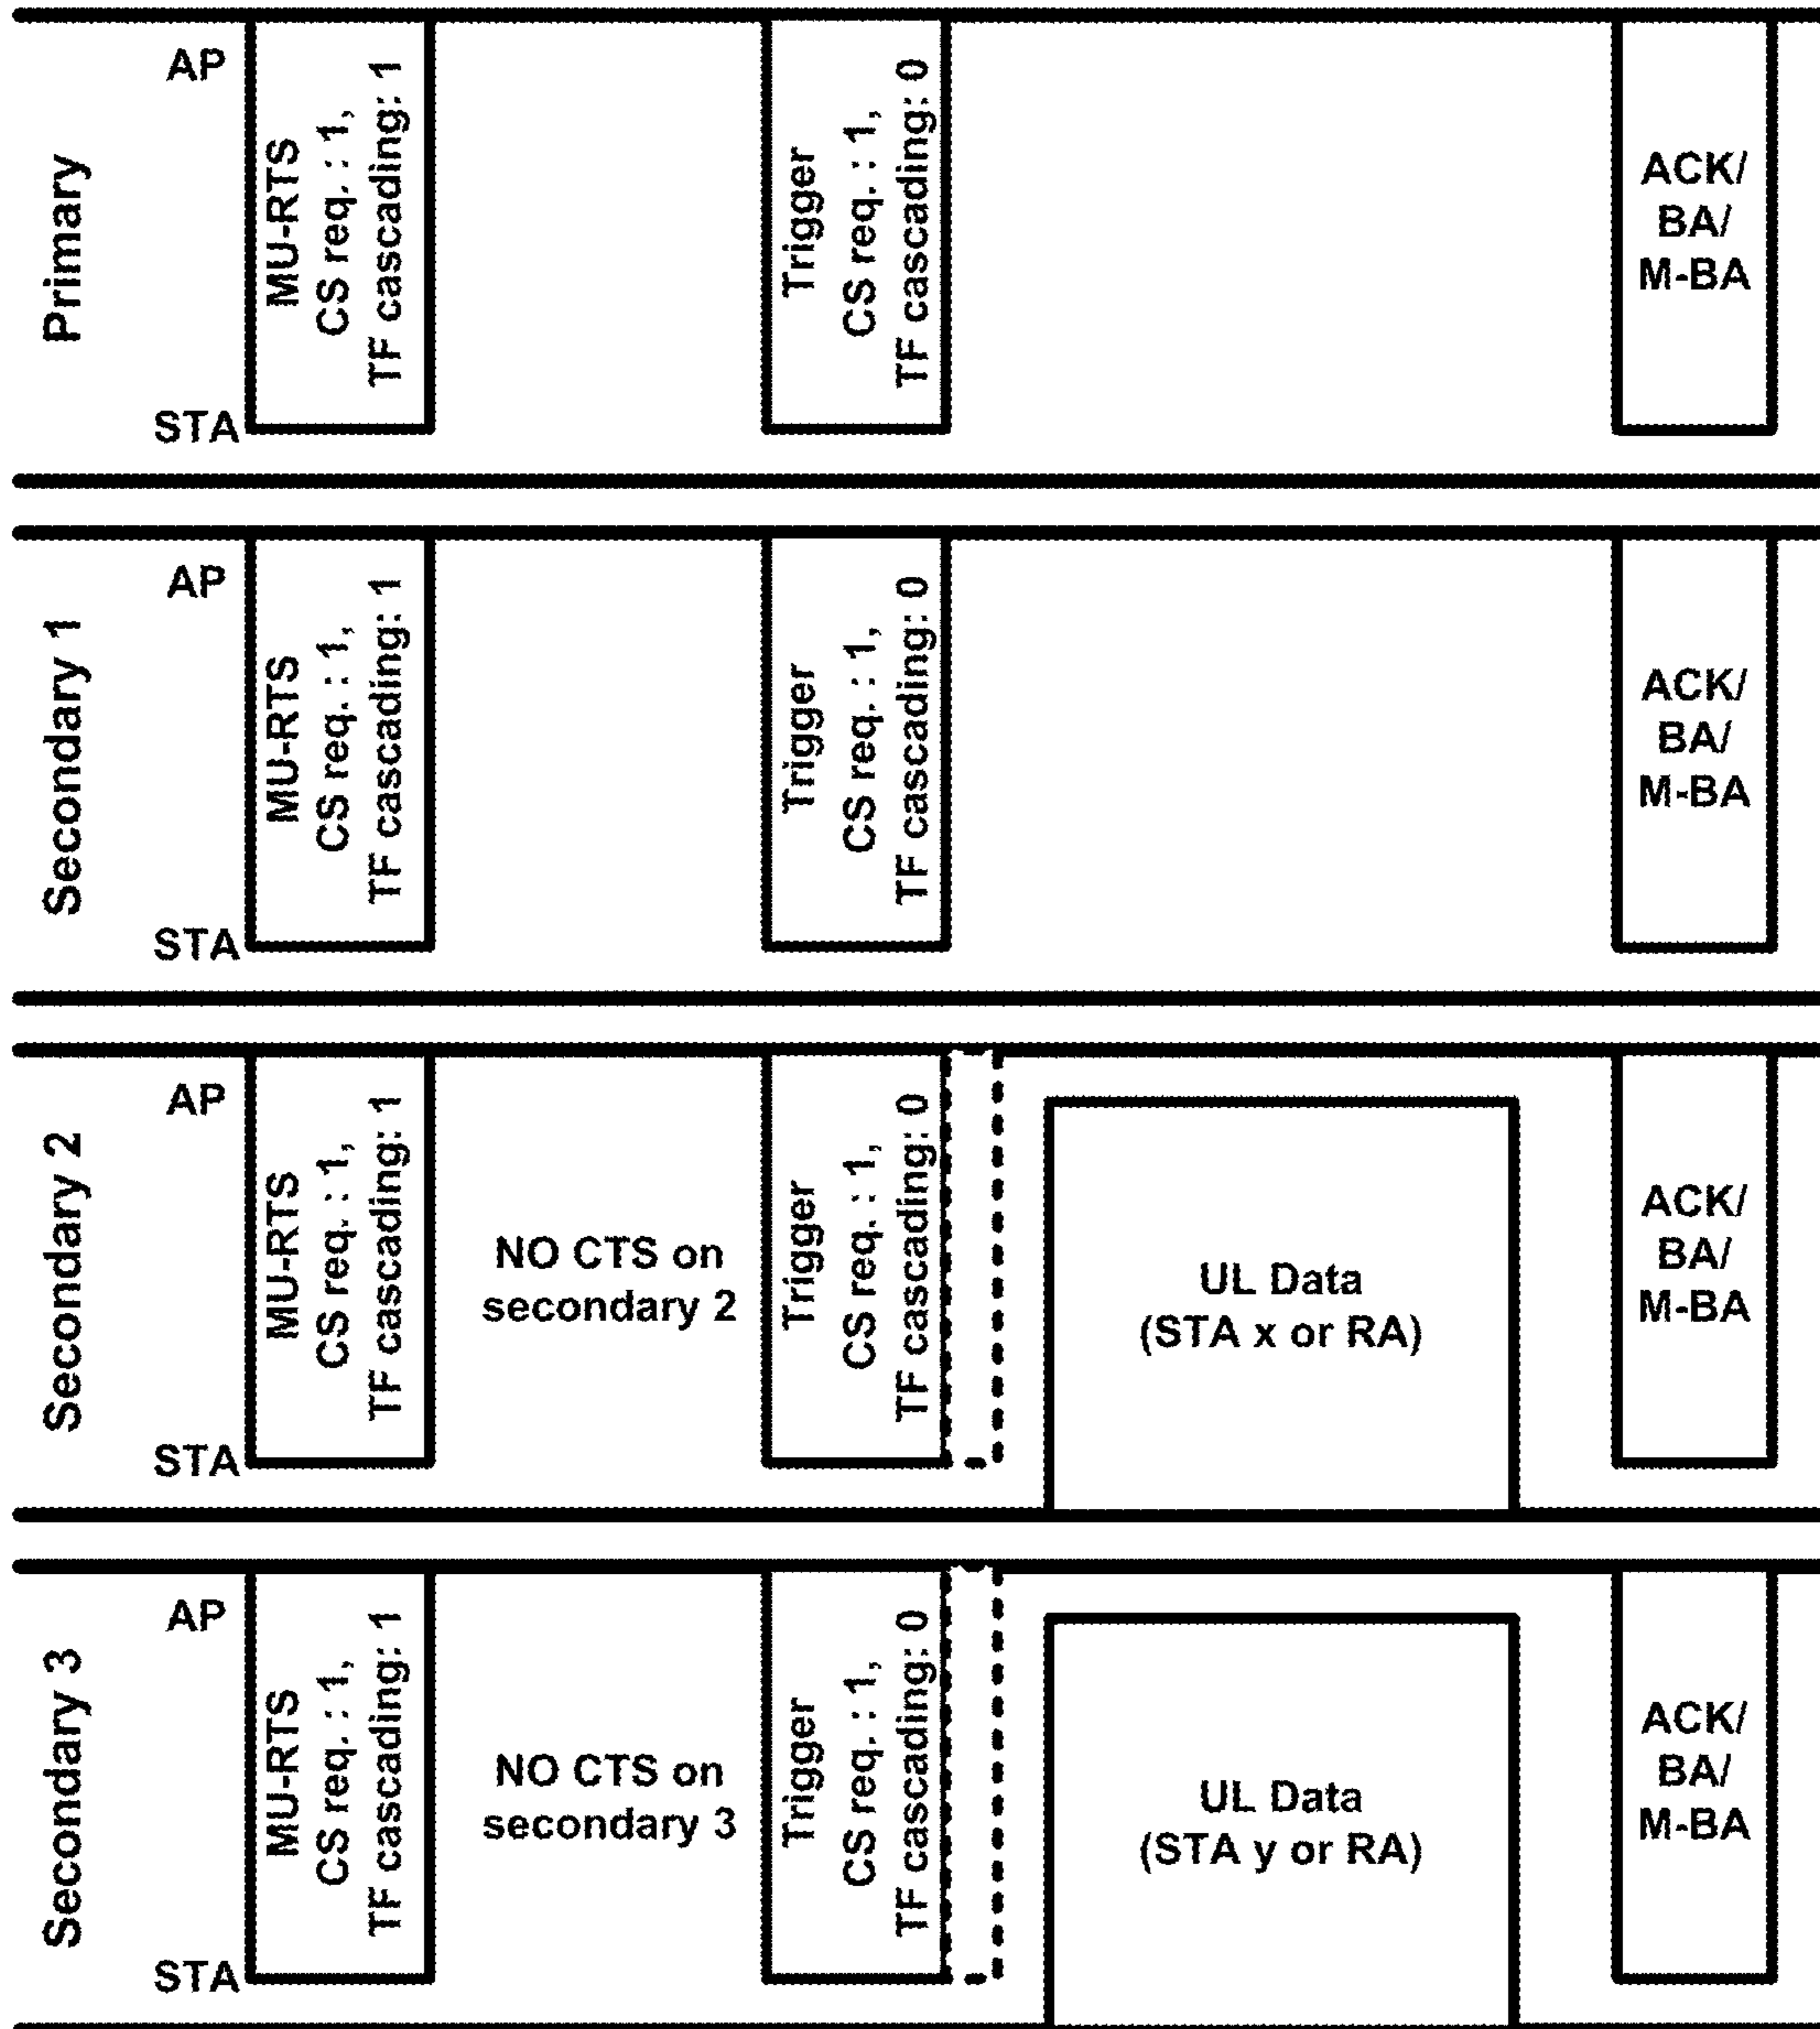 Primary
AP
STA
MU-RTS
CS req. : 1,
TF cascading: 1
Trigger
CS req. : 1,
TF cascading: 0
ACK/
BA/
M-BA
Secondary 1
AP
STA
MU-RTS
CS req. : 1,
TF cascading: 1
Trigger
CS req. : 1,
TF cascading: 0
ACK/
BA/
M-BA
Secondary 2
AP
STA
MU-RTS
CS req. : 1,
TF cascading: 1
NO CTS on
secondary 2
Trigger
CS req. : 1,
TF cascading: 0
UL Data
(STA x or RA)
ACK/
BA/
M-BA
Secondary 3
AP
STA
MU-RTS
CS req. : 1,
TF cascading: 1
NO CTS on
secondary 3
Trigger
CS req. : 1,
TF cascading: 0
UL Data
(STA y or RA)
ACK/
BA/
M-BA